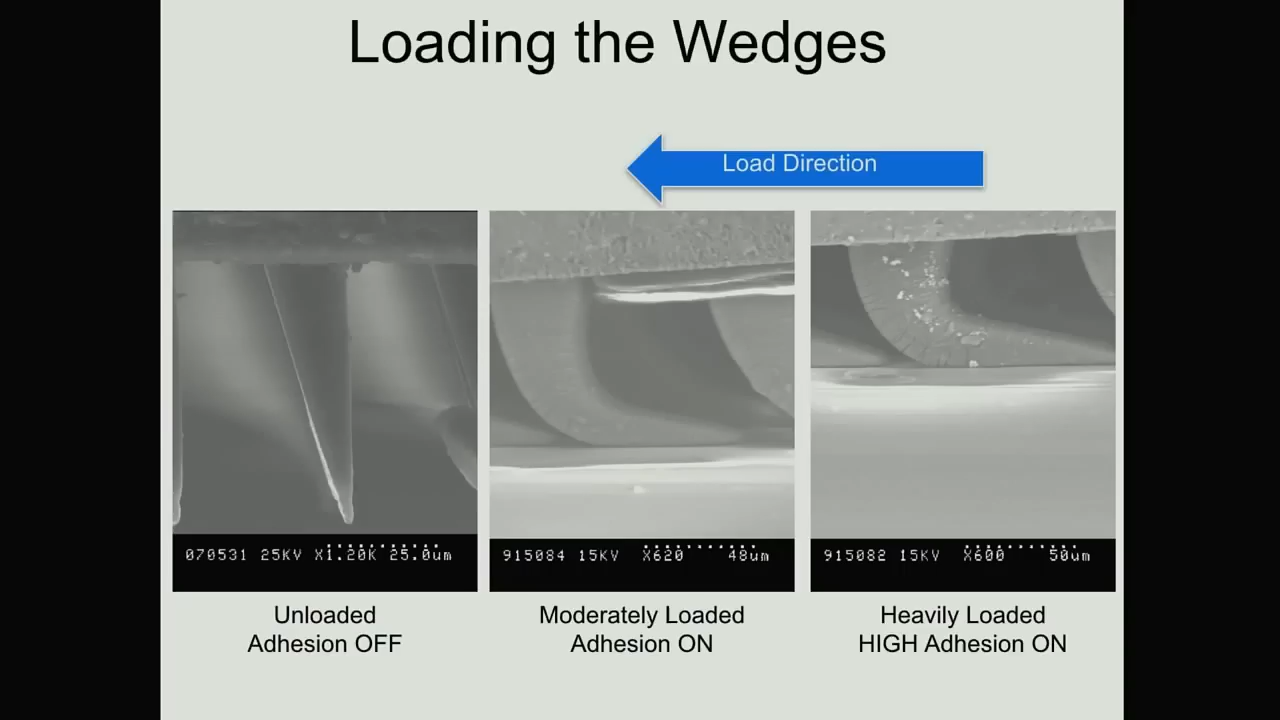 Loading the Wedges
Load Direction
070531 25KV X1.20K 25.0um
915084 15KV X620 48um
915082 15KV X600 50um
Unloaded
Adhesion OFF
Moderately Loaded
Adhesion ON
Heavily Loaded
HIGH Adhesion ON